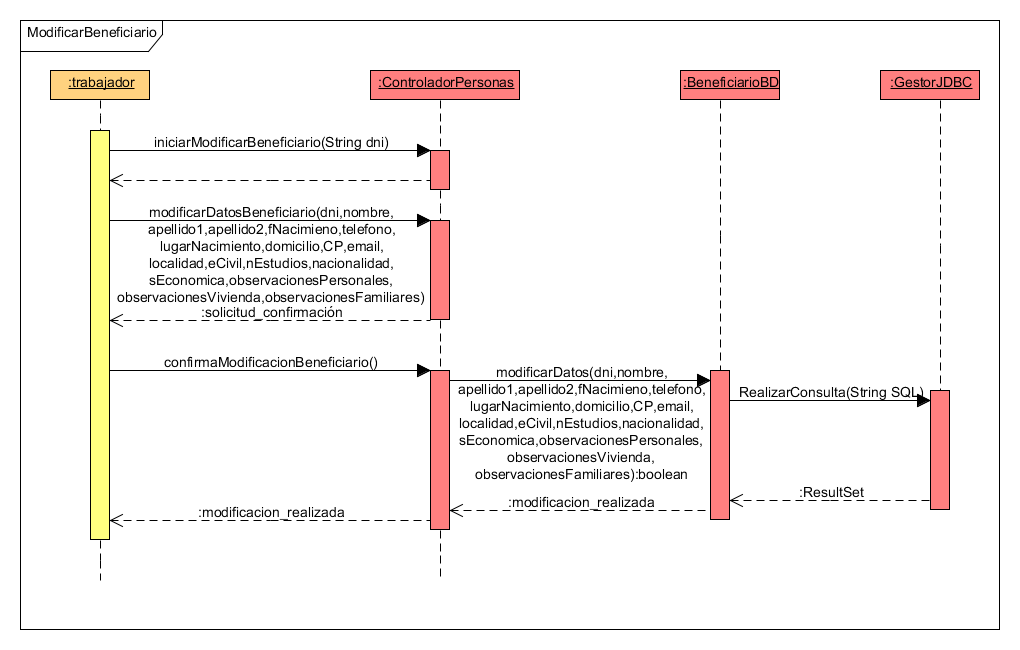 ModificarBeneficiario
:trabajador
:ControladorPersonas
:BeneficiarioBD
:GestorJDBC
iniciarModificarBeneficiario(String dni)
modificarDatosBeneficiario(dni,nombre,
apellido1,apellido2,fNacimieno,telefono,
lugarNacimiento,domicilio,CP,email,
localidad,eCivil,nEstudios,nacionalidad,
sEconomica,observacionesPersonales,
observacionesVivienda,observacionesFamiliares)
:solicitud_confirmación
confirmaModificacionBeneficiario()
modificarDatos(dni,nombre,
apellido1,apellido2,fNacimieno,telefono,
lugarNacimiento,domicilio,CP,email,
localidad,eCivil,nEstudios,nacionalidad,
sEconomica,observacionesPersonales,
observacionesVivienda,
observacionesFamiliares):boolean
RealizarConsulta(String SQL)
:ResultSet
:modificacion_realizada
:modificacion_realizada